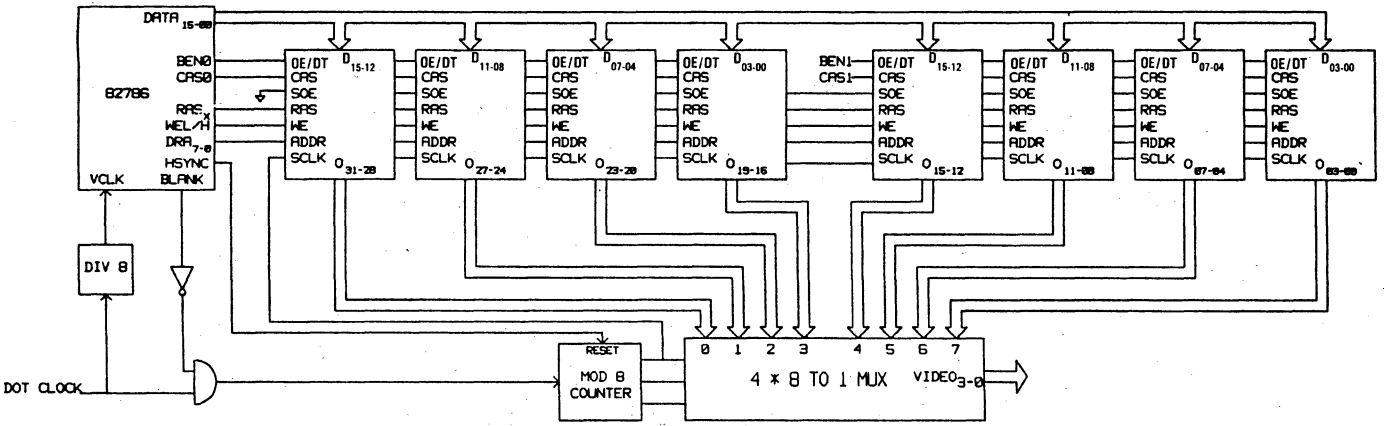 DATA 15-00
BEN0
CAS0
82786
RAS X
WEL/H
DRA 7-0
HSYNC
VCLK BLANK
OE/DT D 15-12
CAS
SOE
RAS
WE
ADDR
SCLK O 31-28
OE/DT D 11-08
CAS
SOE
RAS
WE
ADDR
SCLK O 27-24
OE/DT D 07-04
CAS
SOE
RAS
WE
ADDR
SCLK O 23-20
OE/DT D 03-00
CAS
SOE
RAS
WE
ADDR
SCLK O 19-16
BEN1
CAS1
OE/DT D 15-12
CAS
SOE
RAS
WE
ADDR
SCLK O 15-12
OE/DT D 11-08
CAS
SOE
RAS
WE
ADDR
SCLK O 11-08
OE/DT D 07-04
CAS
SOE
RAS
WE
ADDR
SCLK O 07-04
OE/DT D 03-00
CAS
SOE
RAS
WE
ADDR
SCLK O 03-00
DIV 8
DOT CLOCK
RESET
MOD 8
COUNTER
0 1 2 3 4 5 6 7
4 * 8 TO 1 MUX VIDEO 3-0